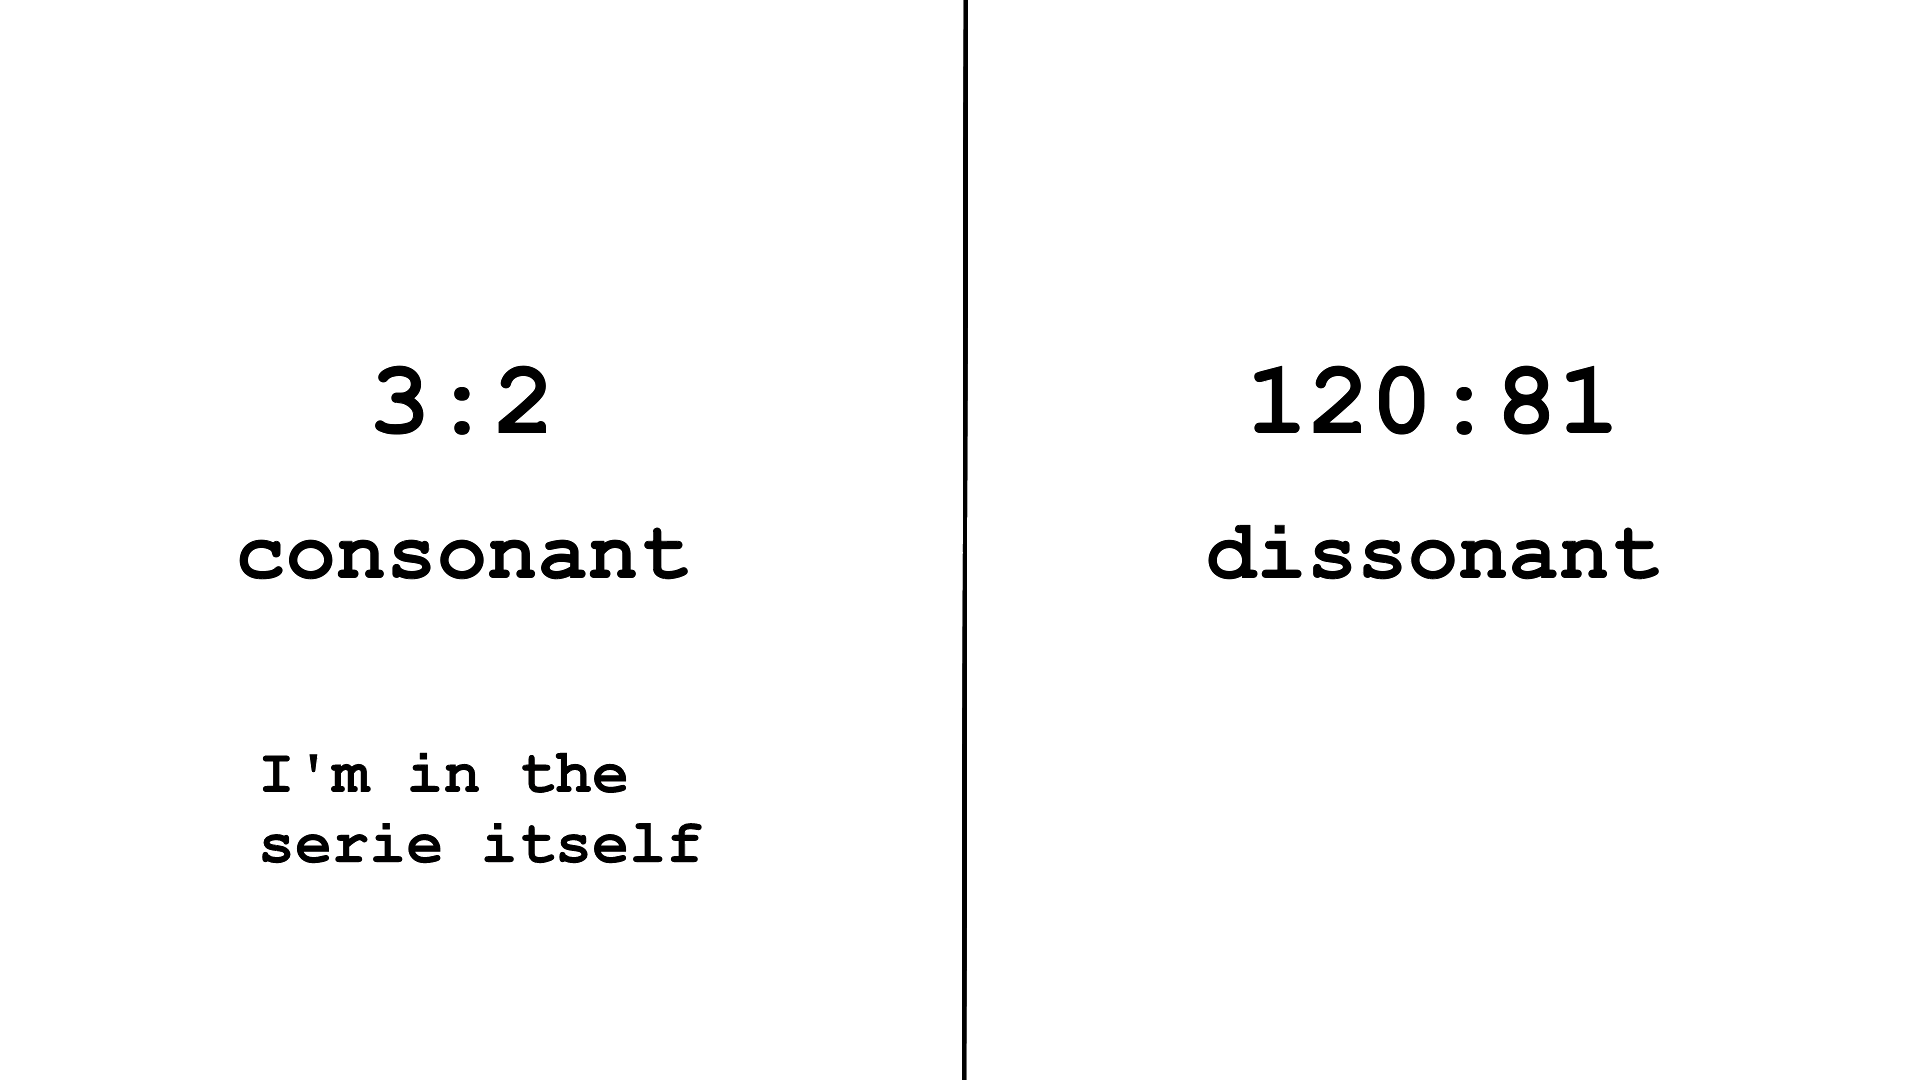 3:2
consonant
I'm in the
serie itself
120:81
dissonant